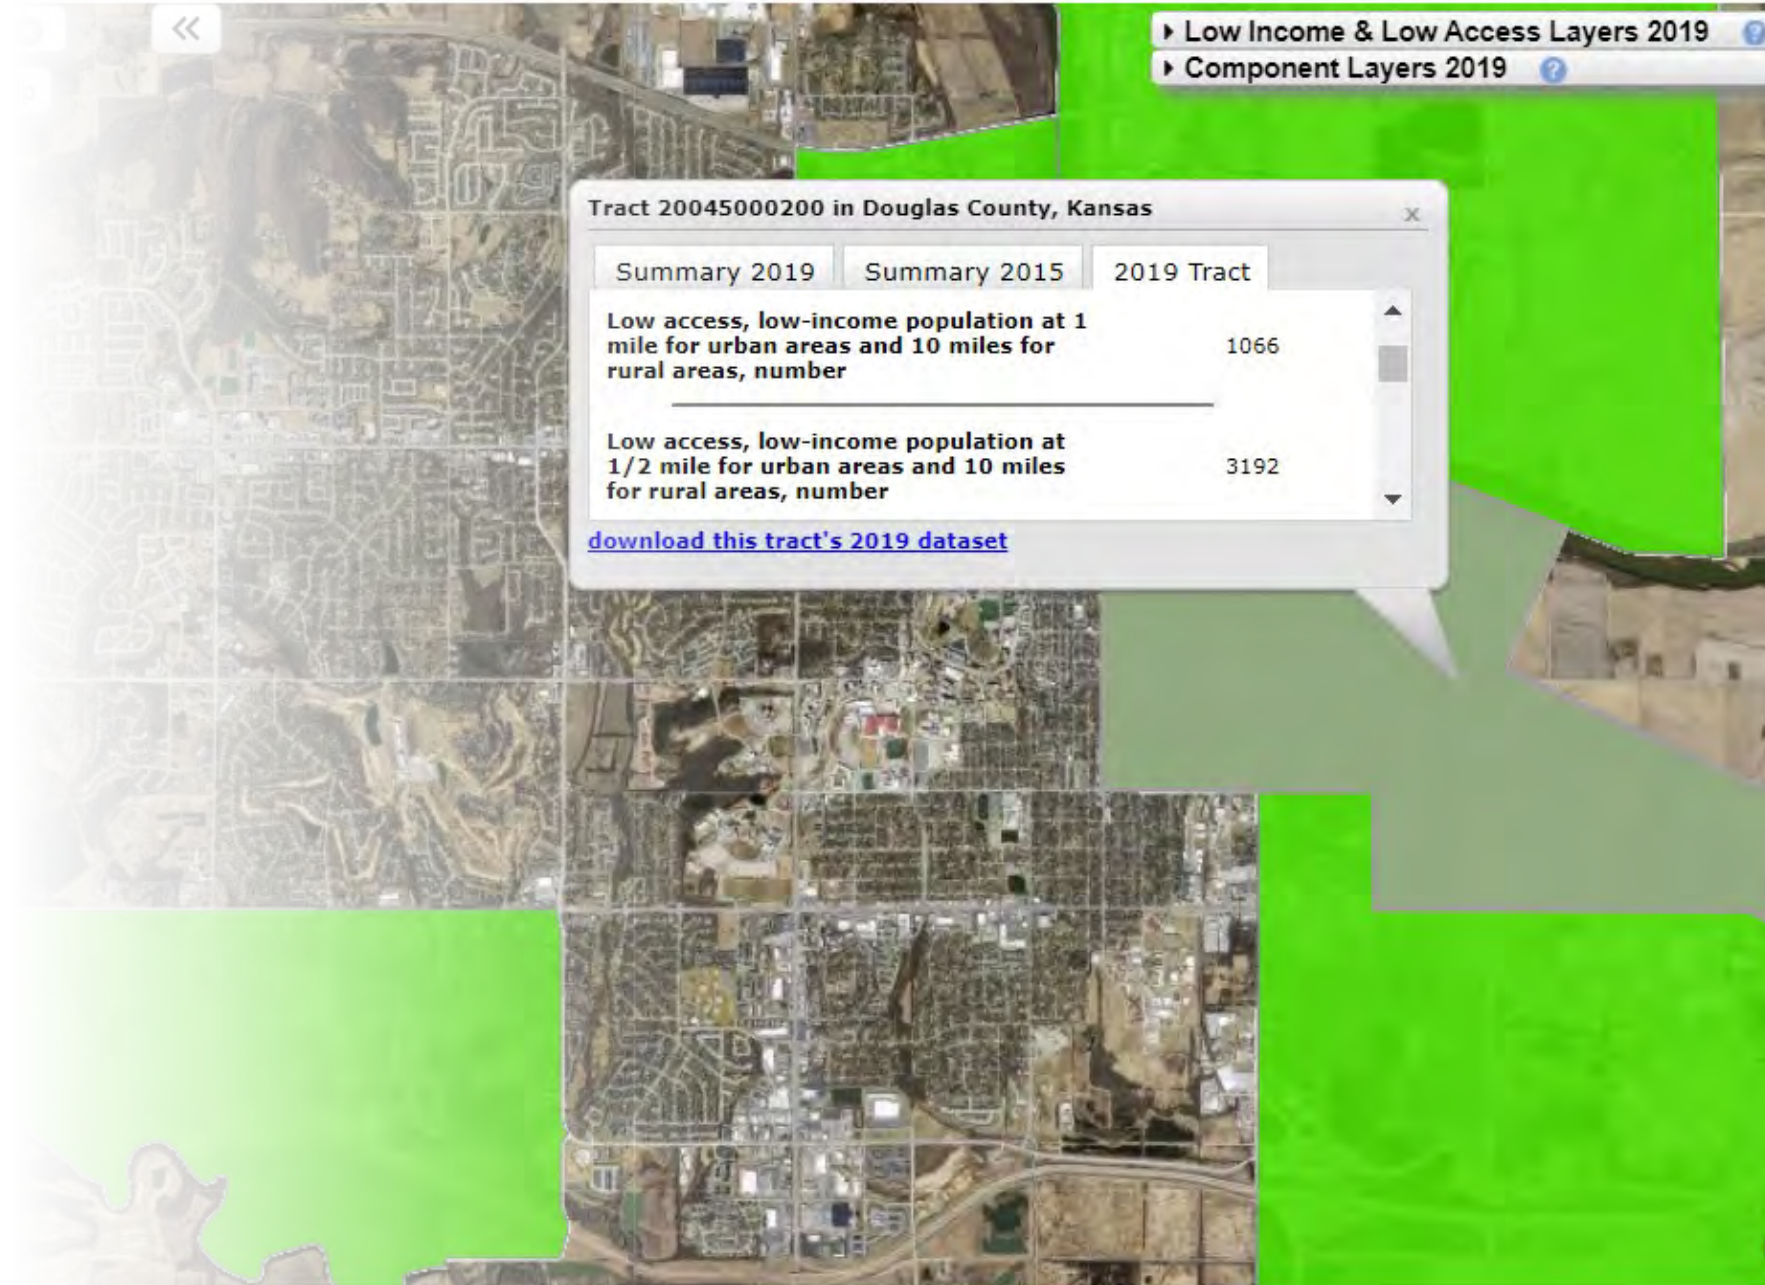 ▸ Low Income & Low Access Layers 2019 ?
▸ Component Layers 2019 ?
Tract 20045000200 in Douglas County, Kansas x
Summary 2019 Summary 2015 2019 Tract
Low access, low-income population at 1
mile for urban areas and 10 miles for
rural areas, number
1066
Low access, low-income population at
1/2 mile for urban areas and 10 miles
for rural areas, number
3192
download this tract's 2019 dataset